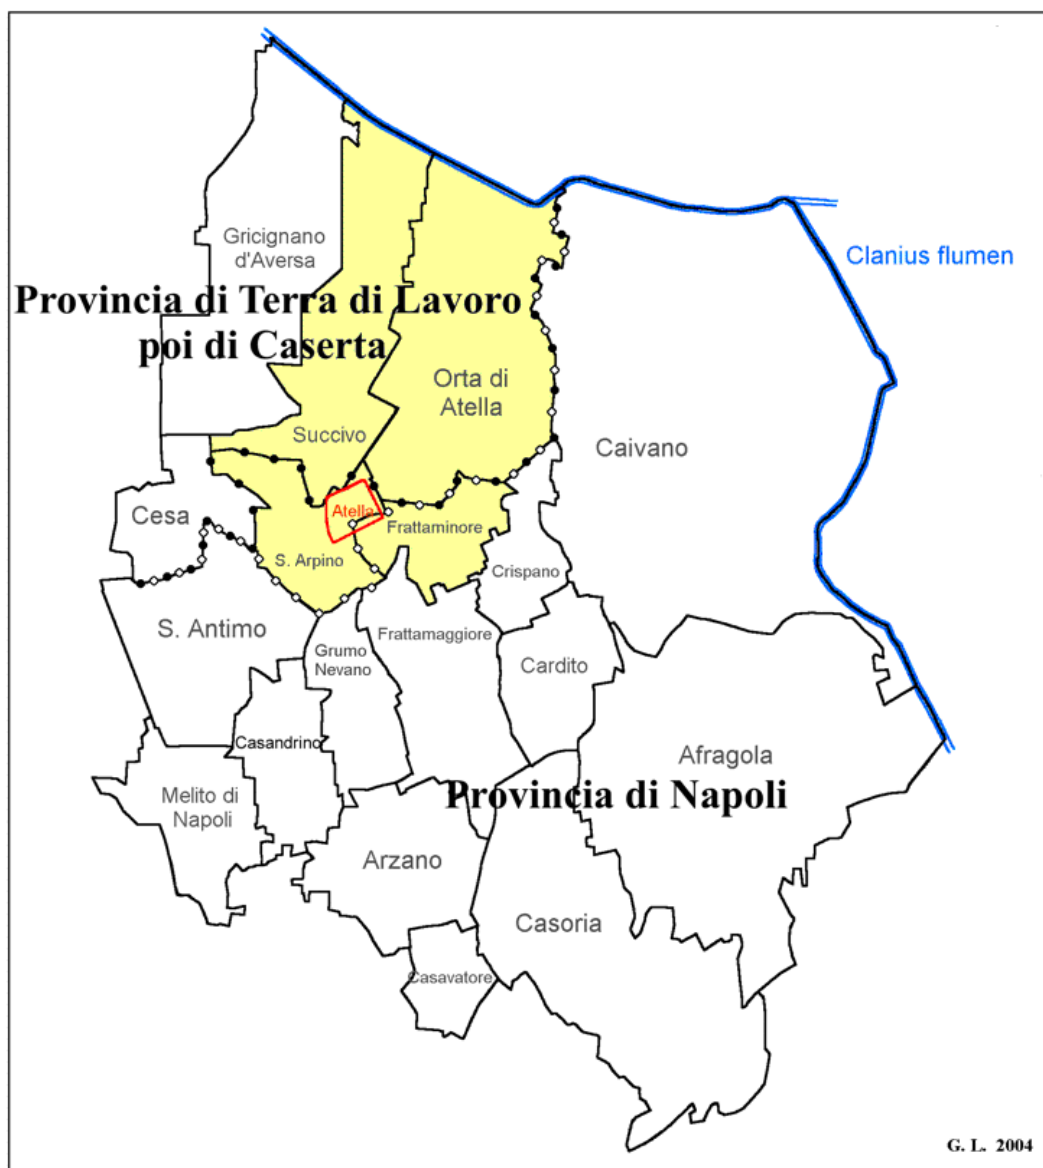 Gricignano
d'Aversa
Clanius flumen
Provincia di Terra di Lavoro
poi di Caserta
Orta di
Atella
Succivo
Caivano
Cesa
Atella
Frattaminore
S. Arpino
Crispano
S. Antimo
Frattamaggiore
Grumo
Nevano
Cardito
Casandrino
Afragola
Melito di
Napoli
Provincia di Napoli
Arzano
Casoria
Casavatore
G. L. 2004